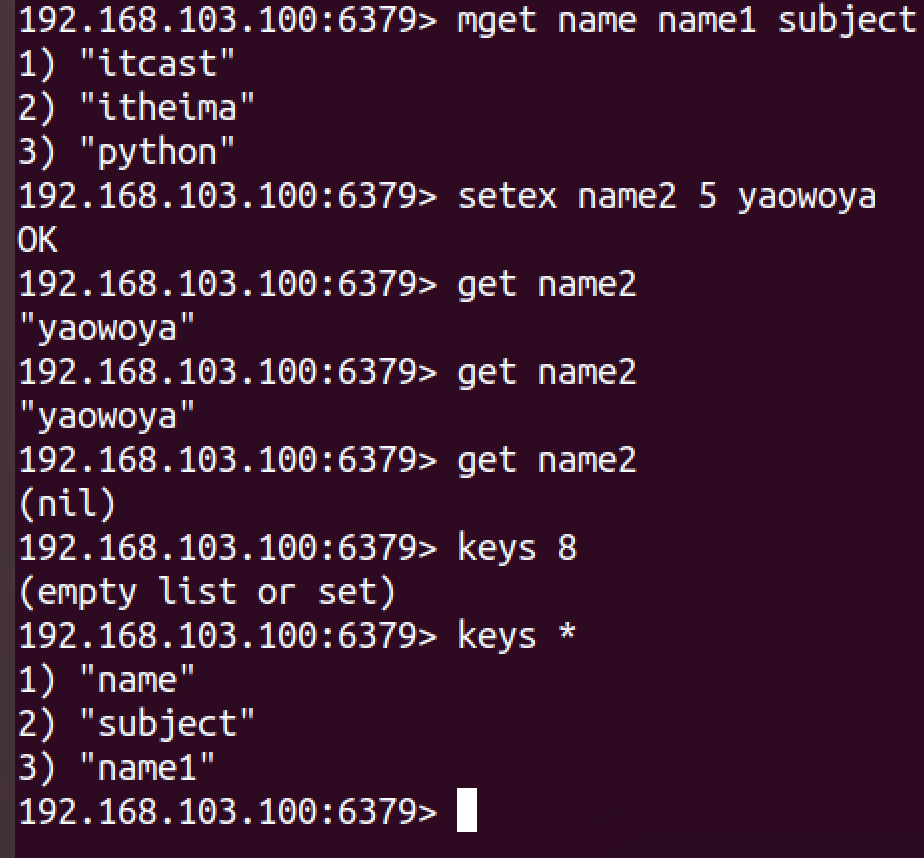 192.168.103.100:6379> mget name name1 subject
1) "itcast"
2) "itheima"
3) "python"
192.168.103.100:6379> setex name2 5 yaowoya
OK
192.168.103.100:6379> get name2
"yaowoya"
192.168.103.100:6379> get name2
"yaowoya"
192.168.103.100:6379> get name2
(nil)
192.168.103.100:6379> keys 8
(empty list or set)
192.168.103.100:6379> keys *
1) "name"
2) "subject"
3) "name1"
192.168.103.100:6379>